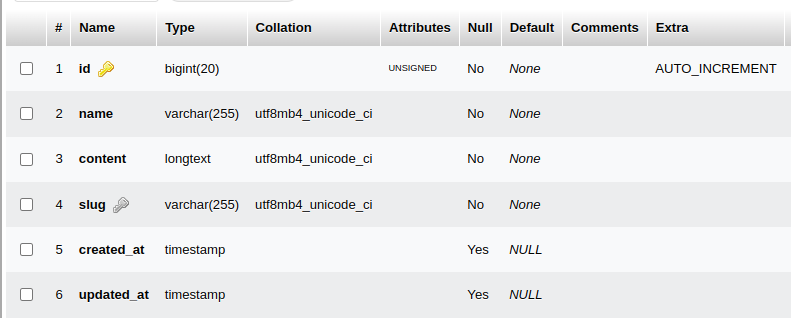 # Name Type Collation Attributes Null Default Comments Extra
1 id bigint(20) UNSIGNED No None AUTO_INCREMENT
2 name varchar(255) utf8mb4_unicode_ci No None
3 content longtext utf8mb4_unicode_ci No None
4 slug varchar(255) utf8mb4_unicode_ci No None
5 created_at timestamp Yes NULL
6 updated_at timestamp Yes NULL